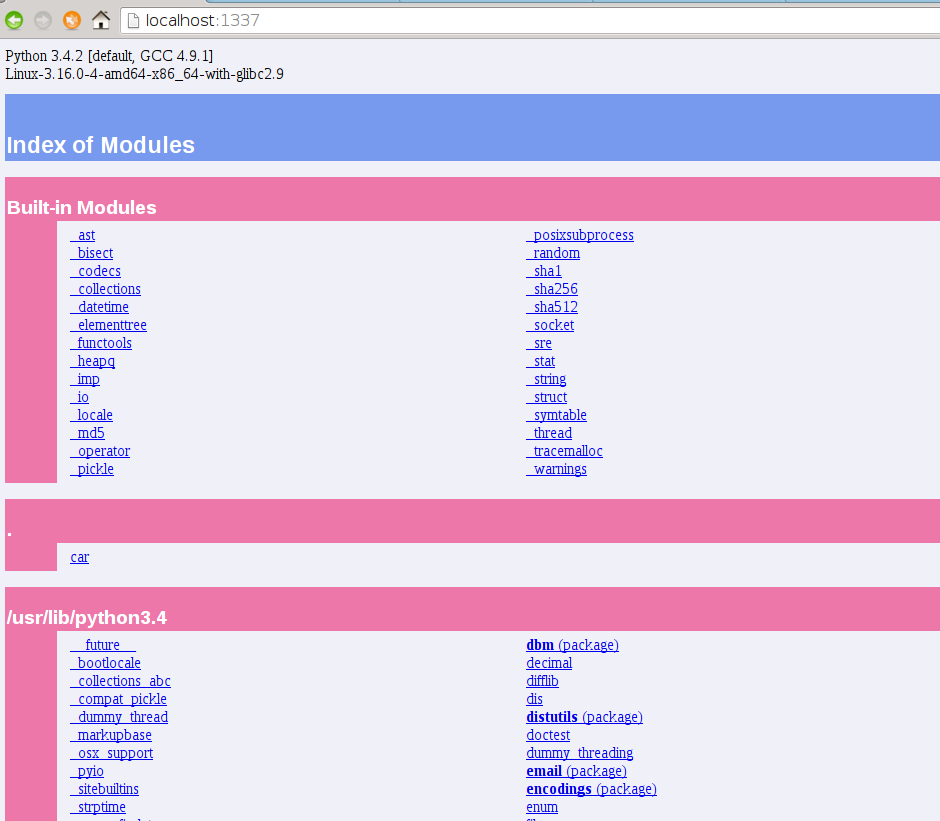 localhost:1337
Python 3.4.2 [default, GCC 4.9.1]
Linux-3.16.0-4-amd64-x86_64-with-glibc2.9
Index of Modules
Built-in Modules
_ast
_bisect
_codecs
_collections
_datetime
_elementtree
_functools
_heapq
_imp
_io
_locale
_md5
_operator
_pickle
_posixsubprocess
_random
_sha1
_sha256
_sha512
_socket
_sre
_stat
_string
_struct
_symtable
_thread
_tracemalloc
_warnings
.
car
/usr/lib/python3.4
__future__
_bootlocale
_collections_abc
_compat_pickle
_dummy_thread
_markupbase
_osx_support
_pyio
_sitebuiltins
_strptime
dbm (package)
decimal
difflib
dis
distutils (package)
doctest
dummy_threading
email (package)
encodings (package)
enum